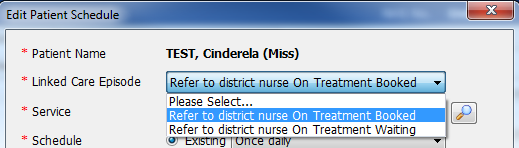 Edit Patient Schedule
* Patient Name TEST, Cinderela (Miss)
* Linked Care Episode Refer to district nurse On Treatment Booked
Please Select...
* Service Refer to district nurse On Treatment Booked
Refer to district nurse On Treatment Waiting
* Schedule Existing Once daily